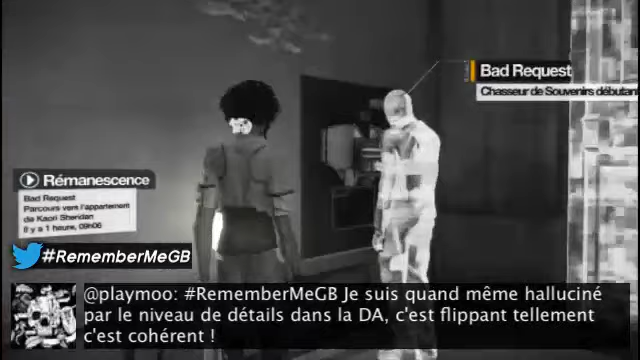 Bad Request
Chasseur de Souvenirs débutant
Rémanescence
Bad Request
Parcours vers l'appartement
de Kaori Sheridan
Il y a 1 heure, 09h06
#RememberMeGB
@playmoo: #RememberMeGB Je suis quand même halluciné
par le niveau de détails dans la DA, c'est flippant tellement
c'est cohérent !